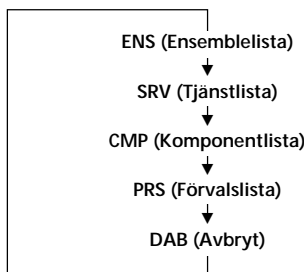 ENS (Ensemblelista)
SRV (Tjänstlista)
CMP (Komponentlista)
PRS (Förvalslista)
DAB (Avbryt)